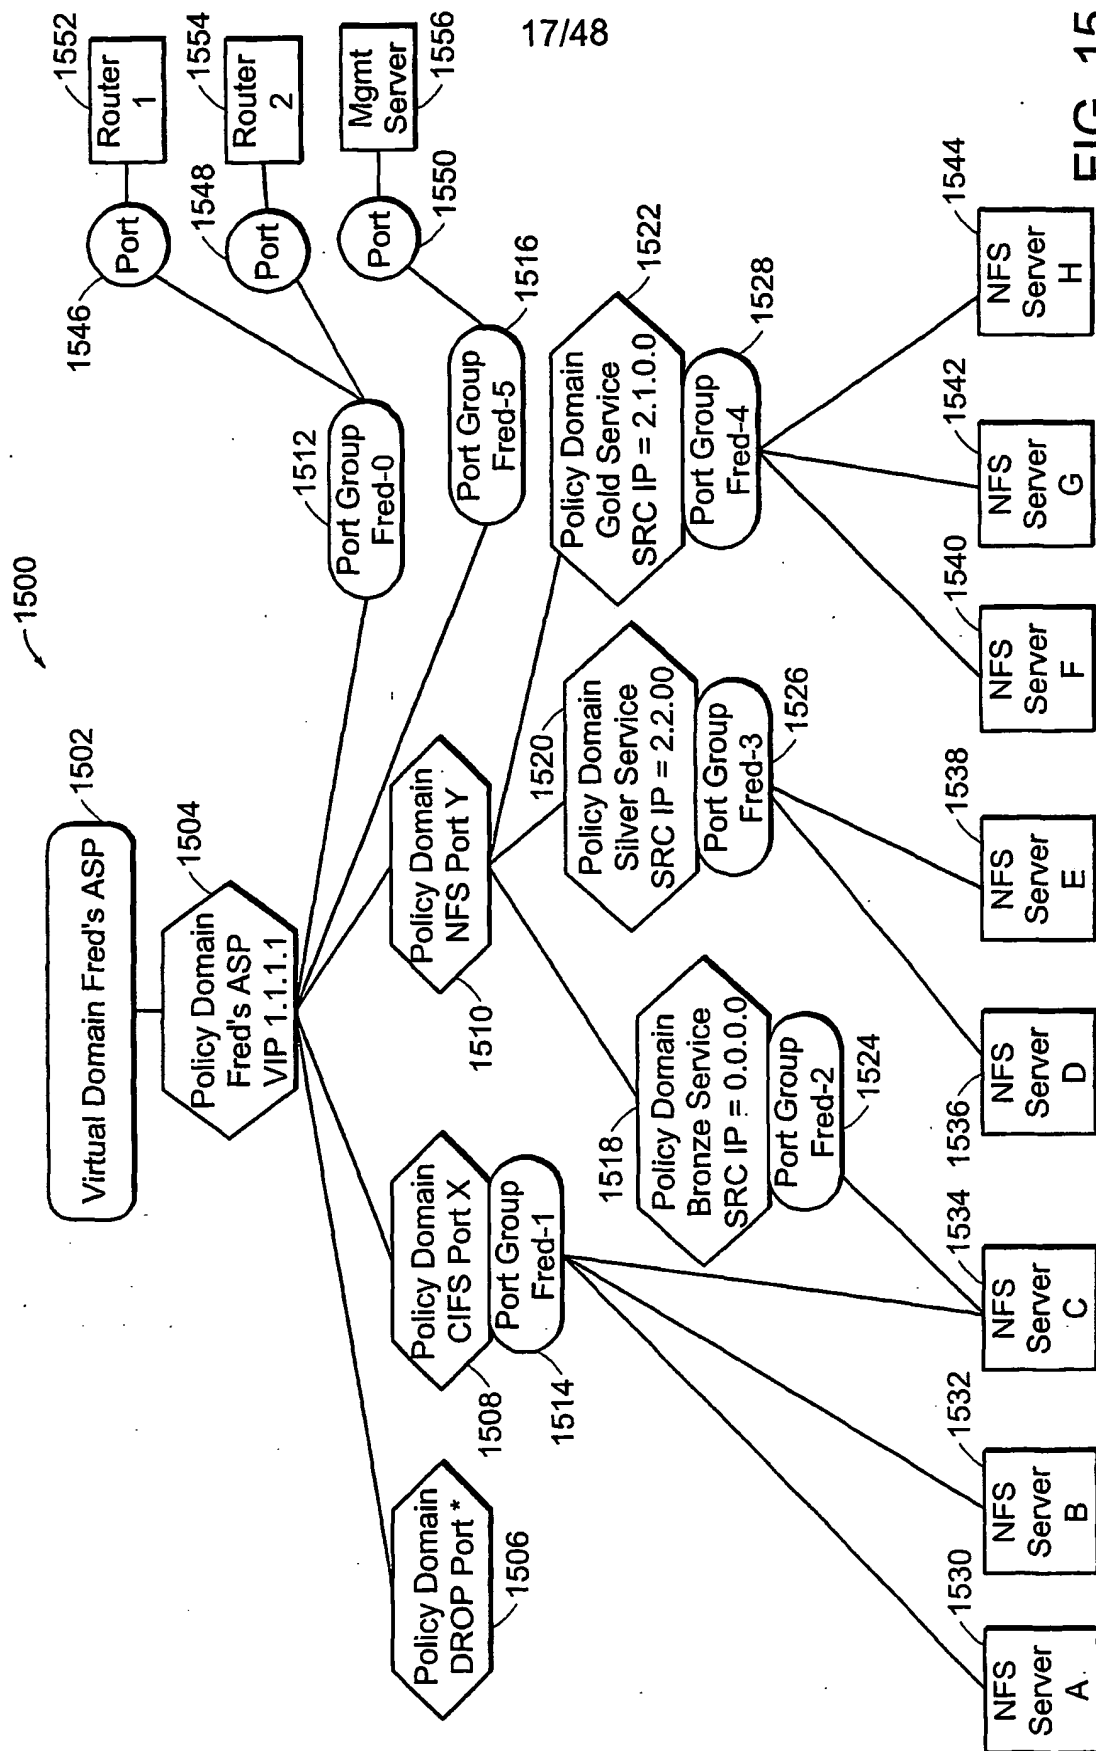 17/48
1500
Virtual Domain Fred's ASP
1502
Policy Domain
Fred's ASP
VIP 1.1.1.1
1504
Policy Domain
DROP Port *
1506
Policy Domain
CIFS Port X
1508
Port Group
Fred-1
1514
Policy Domain
NFS Port Y
1510
Port Group
Fred-0
1512
Port Group
Fred-5
1516
Port
1546
Router
1
1552
Port
1548
Router
2
1554
Port
1550
Mgmt
Server
1556
Policy Domain
Bronze Service
SRC IP = 0.0.0.0
1518
Port Group
Fred-2
1524
Policy Domain
Silver Service
SRC IP = 2.2.00
1520
Port Group
Fred-3
1526
Policy Domain
Gold Service
SRC IP = 2.1.0.0
1522
Port Group
Fred-4
1528
NFS
Server
A
1530
NFS
Server
B
1532
NFS
Server
C
1534
NFS
Server
D
1536
NFS
Server
E
1538
NFS
Server
F
1540
NFS
Server
G
1542
NFS
Server
H
1544
FIG. 15